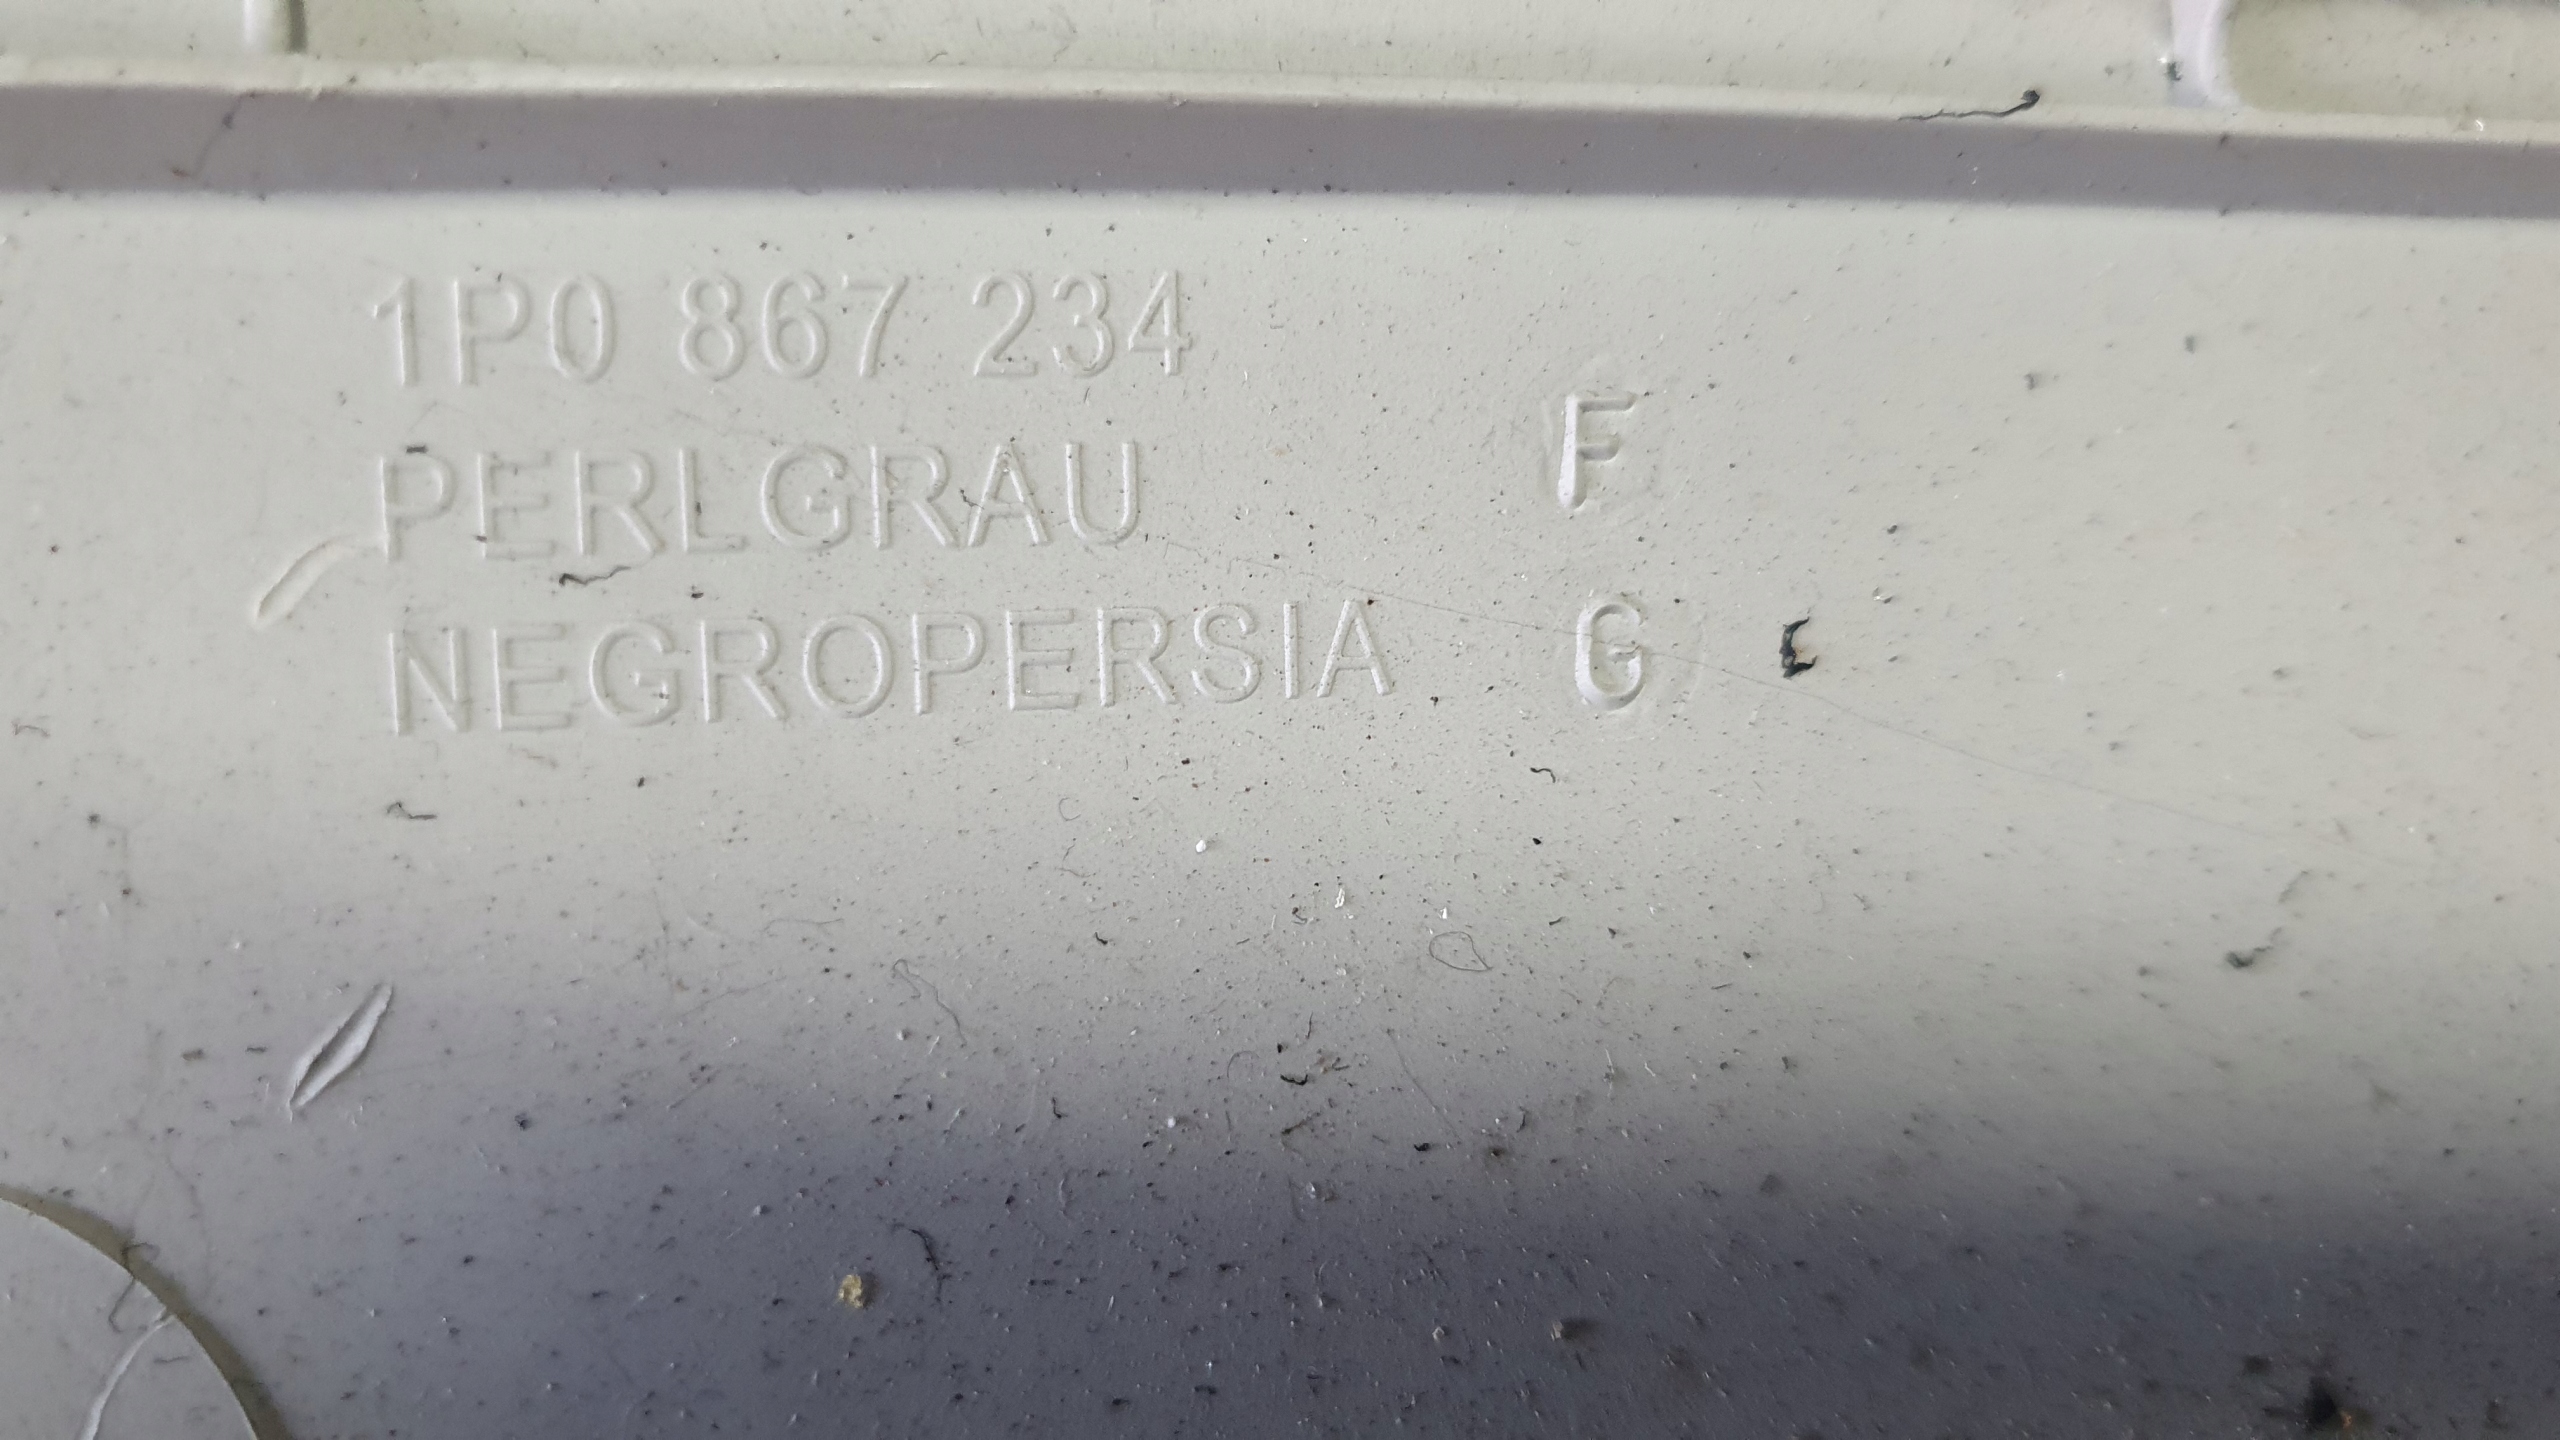 1P0 867 234
PERLGRAU F
NEGROPERSIA G